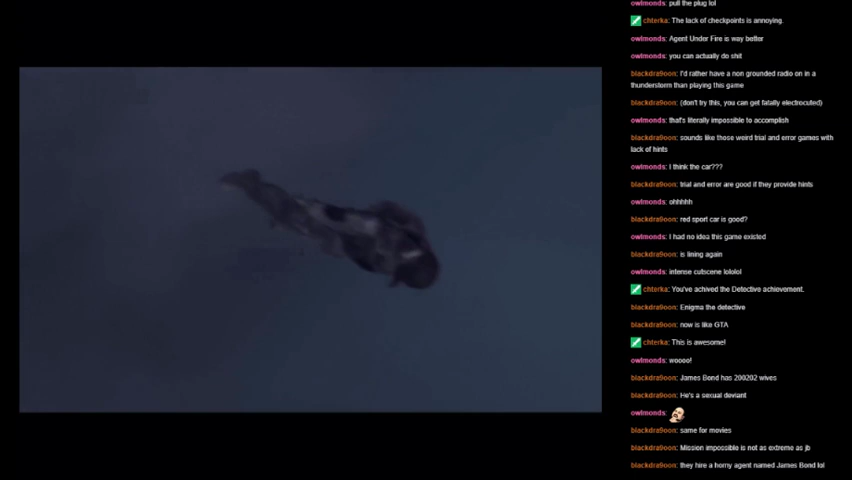 owlmonds: pull the plug lol
chterka: The lack of checkpoints is annoying.
owlmonds: Agent Under Fire is way better
owlmonds: you can actually do shit
blackdra9oon: I'd rather have a non grounded radio on in a
thunderstorm than playing this game
blackdra9oon: (don't try this, you can get fatally electrocuted)
owlmonds: that's literally impossible to accomplish
blackdra9oon: sounds like those weird trial and error games with
lack of hints
owlmonds: I think the car???
blackdra9oon: trial and error are good if they provide hints
owlmonds: ohhhhh
blackdra9oon: red sport car is good?
owlmonds: I had no idea this game existed
blackdra9oon: is lining again
owlmonds: intense cutscene lololol
chterka: You've achived the Detective achievement.
blackdra9oon: Enigma the detective
blackdra9oon: now is like GTA
chterka: This is awesome!
owlmonds: woooo!
blackdra9oon: James Bond has 200202 wives
blackdra9oon: He's a sexual deviant
owlmonds:
blackdra9oon: same for movies
blackdra9oon: Mission impossible is not as extreme as jb
blackdra9oon: they hire a horny agent named James Bond lol